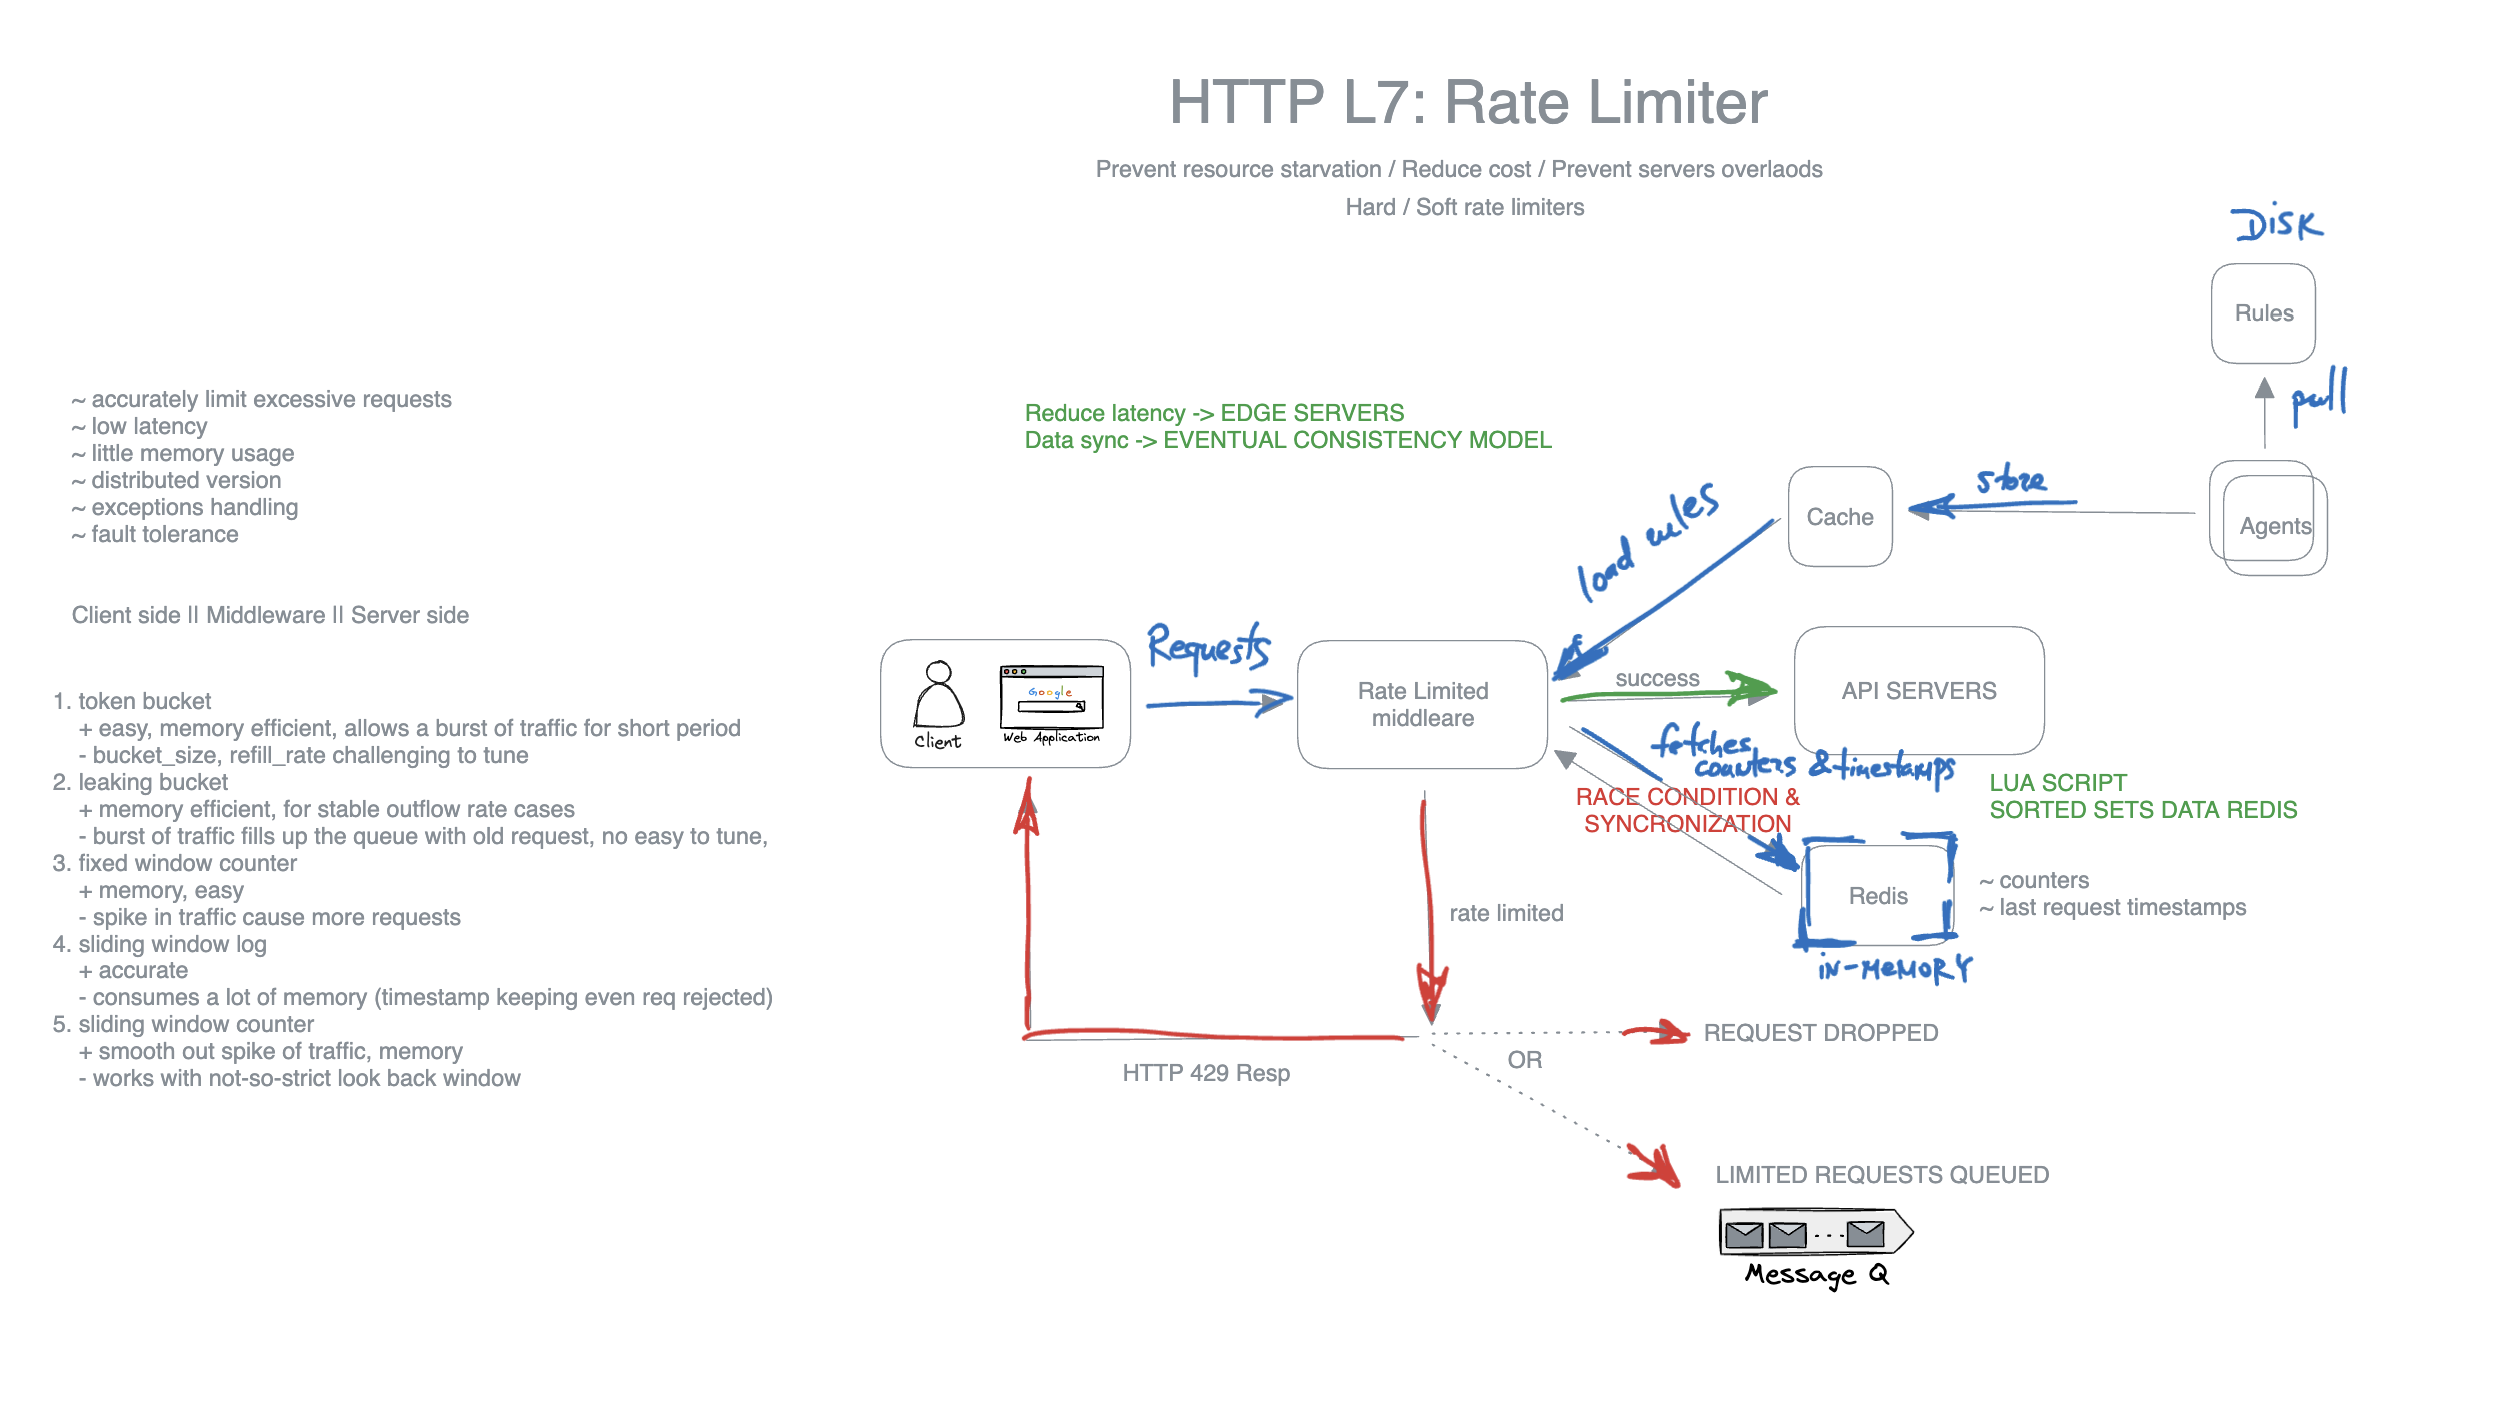 HTTP L7: Rate Limiter
Prevent resource starvation / Reduce cost / Prevent servers overlaods
Hard / Soft rate limiters
~ accurately limit excessive requests
~ low latency
~ little memory usage
~ distributed version
~ exceptions handling
~ fault tolerance
Client side || Middleware || Server side
1. token bucket
+ easy, memory efficient, allows a burst of traffic for short period
- bucket_size, refill_rate challenging to tune
2. leaking bucket
+ memory efficient, for stable outflow rate cases
- burst of traffic fills up the queue with old request, no easy to tune,
3. fixed window counter
+ memory, easy
- spike in traffic cause more requests
4. sliding window log
+ accurate
- consumes a lot of memory (timestamp keeping even req rejected)
5. sliding window counter
+ smooth out spike of traffic, memory
- works with not-so-strict look back window
Reduce latency -> EDGE SERVERS
Data sync -> EVENTUAL CONSISTENCY MODEL
Disk
Rules
pull
Agents
store
Cache
load rules
Google
Client
Web Application
Requests
Rate Limited
middleare
success
API SERVERS
fetches
counters & timestamps
RACE CONDITION &
SYNCRONIZATION
LUA SCRIPT
SORTED SETS DATA REDIS
Redis
~ counters
~ last request timestamps
IN-MEMORY
rate limited
HTTP 429 Resp
REQUEST DROPPED
OR
LIMITED REQUESTS QUEUED
Message Q